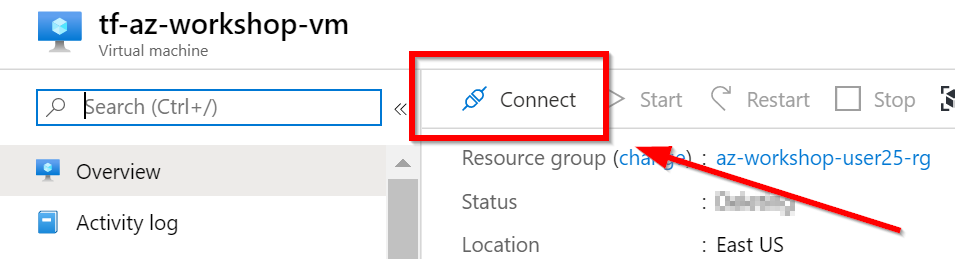 tf-az-workshop-vm
Virtual machine
Search (Ctrl+/)
«
Connect
Start
Restart
Stop
Overview
Activity log
Resource group (change) : az-workshop-user25-rg
Status :
Location : East US